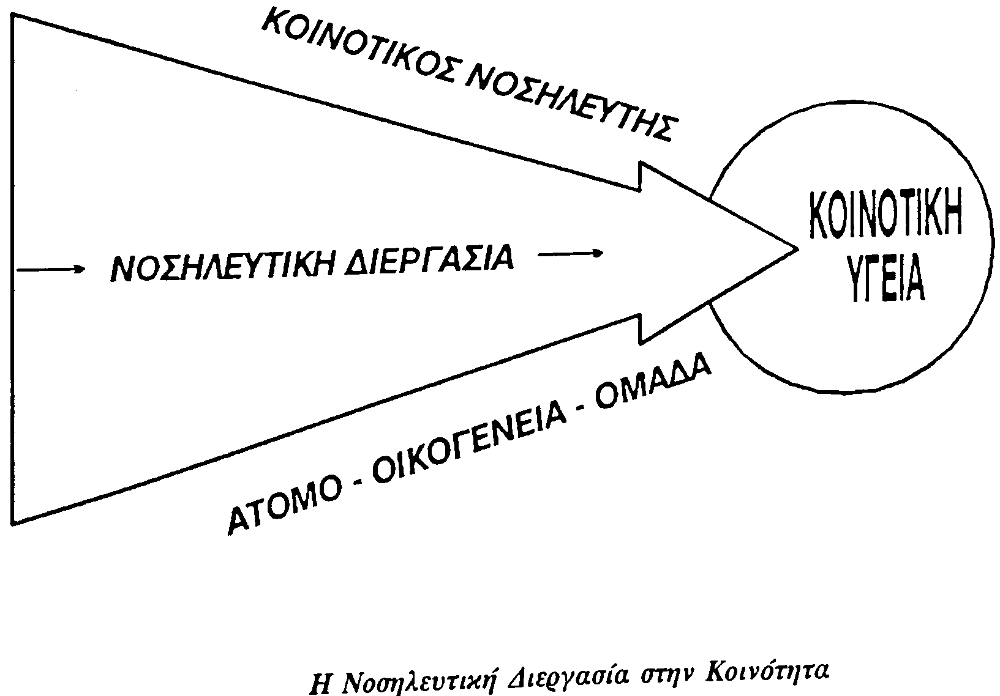 ΚΟΙΝΟΤΙΚΟΣ ΝΟΣΗΛΕΥΤΗΣ
ΝΟΣΗΛΕΥΤΙΚΗ ΔΙΕΡΓΑΣΙΑ
ΚΟΙΝΟΤΙΚΗ
ΥΓΕΙΑ
ΑΤΟΜΟ - ΟΙΚΟΓΕΝΕΙΑ - ΟΜΑΔΑ
Η Νοσηλευτική Διεργασία στην Κοινότητα